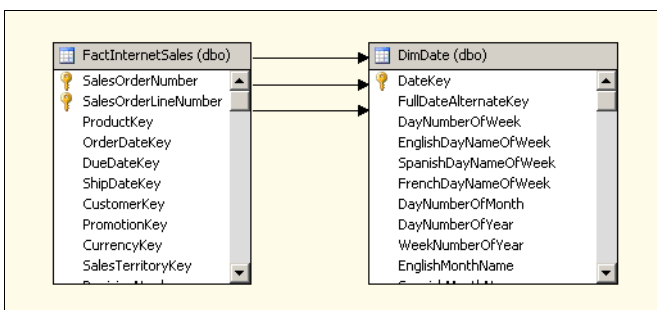 FactInternetSales (dbo)
SalesOrderNumber
SalesOrderLineNumber
ProductKey
OrderDateKey
DueDateKey
ShipDateKey
CustomerKey
PromotionKey
CurrencyKey
SalesTerritoryKey
DimDate (dbo)
DateKey
FullDateAlternateKey
DayNumberOfWeek
EnglishDayNameOfWeek
SpanishDayNameOfWeek
FrenchDayNameOfWeek
DayNumberOfMonth
DayNumberOfYear
WeekNumberOfYear
EnglishMonthName